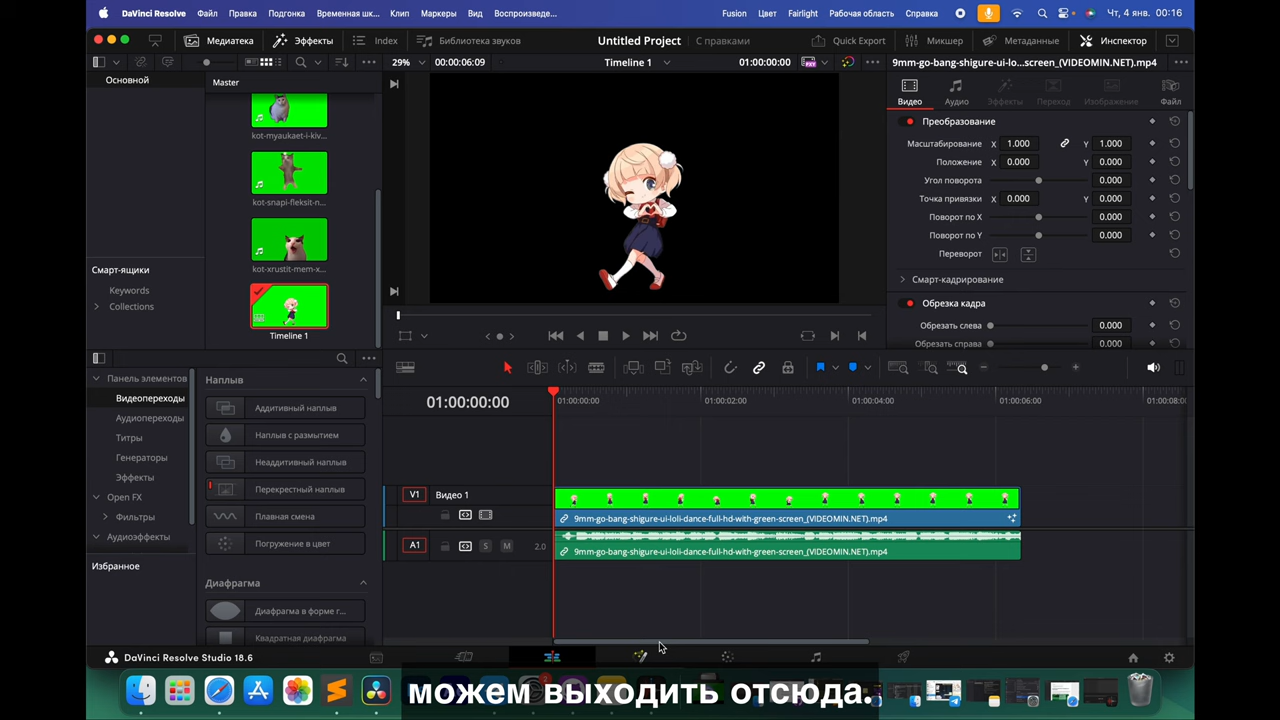 DaVinci Resolve Файл Правка Подгонка Временная шк... Клип Маркеры Вид Воспроизведе... Fusion Цвет Fairlight Рабочая область Справка Чт, 4 янв. 00:16
Медиатека Эффекты Index Библиотека звуков Untitled Project С правками Quick Export Микшер Метаданные Инспектор
29% 00:00:06:09 Timeline 1 01:00:00:00 9mm-go-bang-shigure-ui-lo...screen_(VIDEOMIN.NET).mp4
Основной
Master
kot-myaukaet-i-kiv...
kot-snapi-fleksit-n...
kot-xrustit-mem-x...
Timeline 1
Смарт-ящики
Keywords
Collections
Видео Аудио Эффекты Переход Изображение Файл
Преобразование
Масштабирование X 1.000 Y 1.000
Положение X 0.000 Y 0.000
Угол поворота 0.000
Точка привязки X 0.000 Y 0.000
Поворот по X 0.000
Поворот по Y 0.000
Переворот
Смарт-кадрирование
Обрезка кадра
Обрезать слева 0.000
Обрезать справа 0.000
Панель элементов
Видеопереходы
Аудиопереходы
Титры
Генераторы
Эффекты
Open FX
Фильтры
Аудиоэффекты
Избранное
Наплыв
Аддитивный наплыв
Наплыв с размытием
Неаддитивный наплыв
Перекрестный наплыв
Плавная смена
Погружение в цвет
Диафрагма
Диафрагма в форме г...
Квадратная диафрагма
01:00:00:00
01:00:00:00 01:00:02:00 01:00:04:00 01:00:06:00 01:00:08:0
V1 Видео 1
9mm-go-bang-shigure-ui-loli-dance-full-hd-with-green-screen_(VIDEOMIN.NET).mp4
A1 S M 2.0
9mm-go-bang-shigure-ui-loli-dance-full-hd-with-green-screen_(VIDEOMIN.NET).mp4
DaVinci Resolve Studio 18.6
можем выходить отсюда.